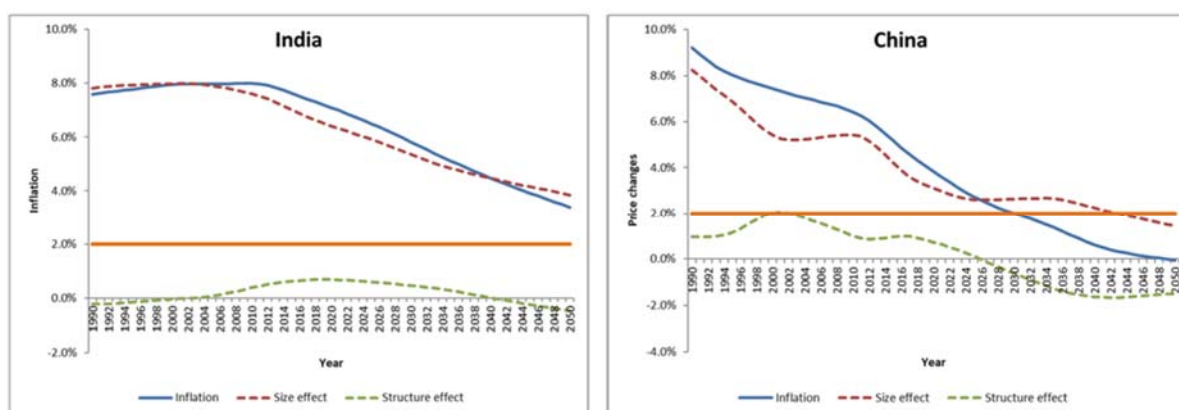 India
10.0%
8.0%
6.0%
4.0%
2.0%
0.0%
-2.0%
Inflation
1990 1992 1994 1996 1998 2000 2002 2004 2006 2008 2010 2012 2014 2016 2018 2020 2022 2024 2026 2028 2030 2032 2034 2036 2038 2040 2042 2044 2046 2048 2050
Year
Inflation Size effect Structure effect
China
10.0%
8.0%
6.0%
4.0%
2.0%
0.0%
-2.0%
-4.0%
Price changes
1990 1992 1994 1996 1998 2000 2002 2004 2006 2008 2010 2012 2014 2016 2018 2020 2022 2024 2026 2028 2030 2032 2034 2036 2038 2040 2042 2044 2046 2048 2050
Year
Inflation Size effect Structure effect